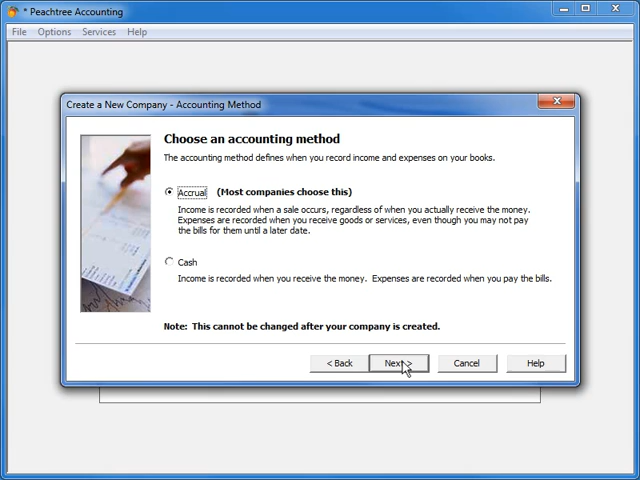 * Peachtree Accounting
File Options Services Help
Create a New Company - Accounting Method
Choose an accounting method
The accounting method defines when you record income and expenses on your books.
Accrual (Most companies choose this)
Income is recorded when a sale occurs, regardless of when you actually receive the money.
Expenses are recorded when you receive goods or services, even though you may not pay
the bills for them until a later date.
Cash
Income is recorded when you receive the money. Expenses are recorded when you pay the bills.
Note: This cannot be changed after your company is created.
< Back Next > Cancel Help